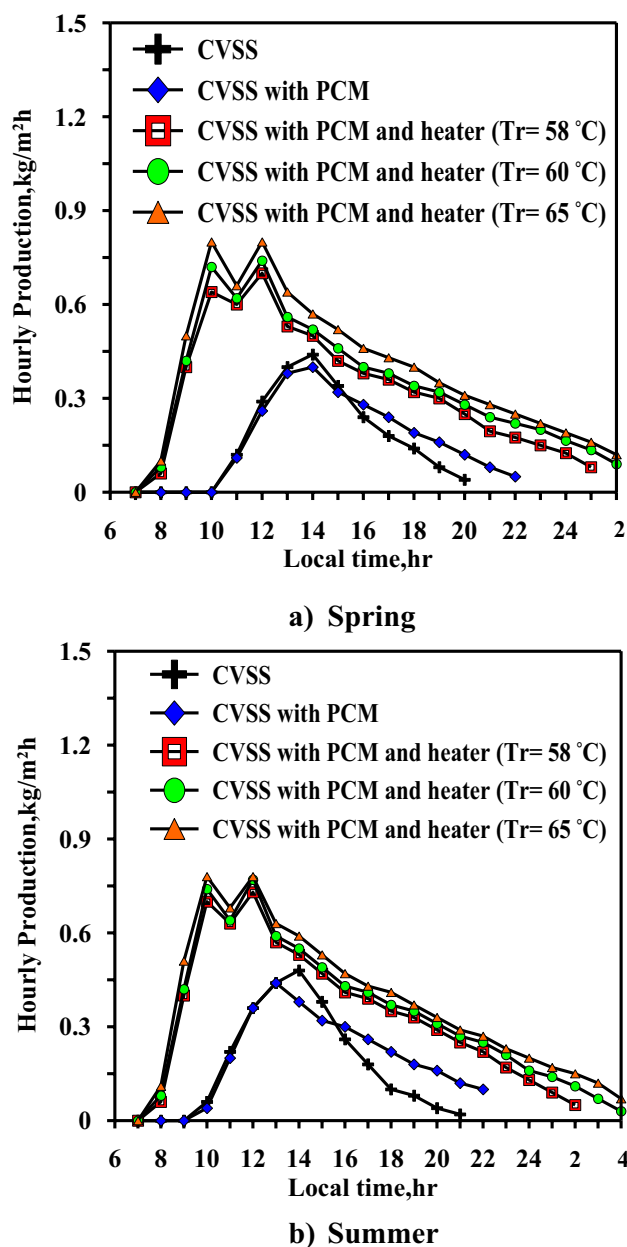 1.5
1.2
0.9
0.6
0.3
0
Hourly Production,kg/m²h
CVSS
CVSS with PCM
CVSS with PCM and heater (Tr= 58 °C)
CVSS with PCM and heater (Tr= 60 °C)
CVSS with PCM and heater (Tr= 65 °C)
6 8 10 12 14 16 18 20 22 24 2
Local time,hr
a) Spring
1.5
1.2
0.9
0.6
0.3
0
Hourly Production,kg/m²h
CVSS
CVSS with PCM
CVSS with PCM and heater (Tr= 58 °C)
CVSS with PCM and heater (Tr= 60 °C)
CVSS with PCM and heater (Tr= 65 °C)
6 8 10 12 14 16 18 20 22 24 2 4
Local time,hr
b) Summer